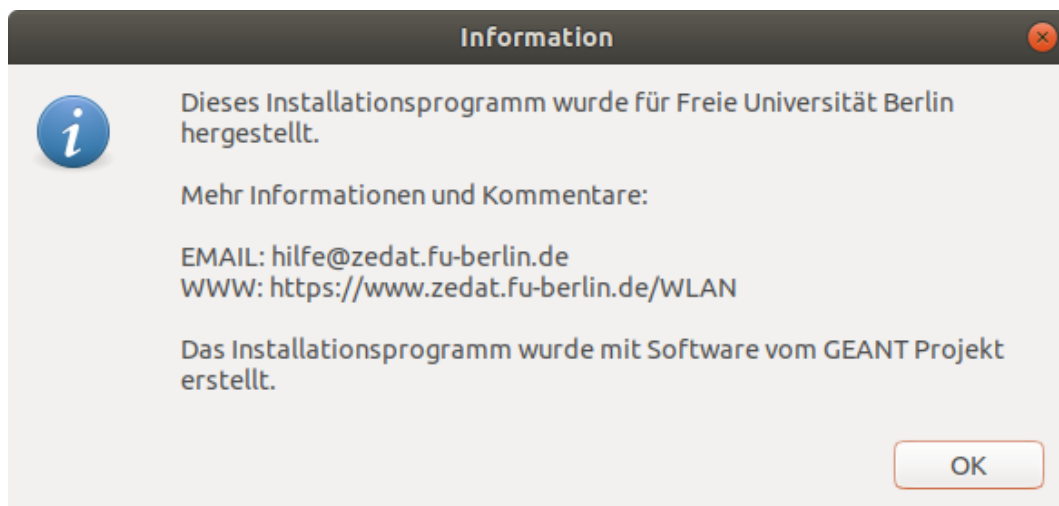 Information
Dieses Installationsprogramm wurde für Freie Universität Berlin
hergestellt.
Mehr Informationen und Kommentare:
EMAIL: hilfe@zedat.fu-berlin.de
WWW: https://www.zedat.fu-berlin.de/WLAN
Das Installationsprogramm wurde mit Software vom GEANT Projekt
erstellt.
OK